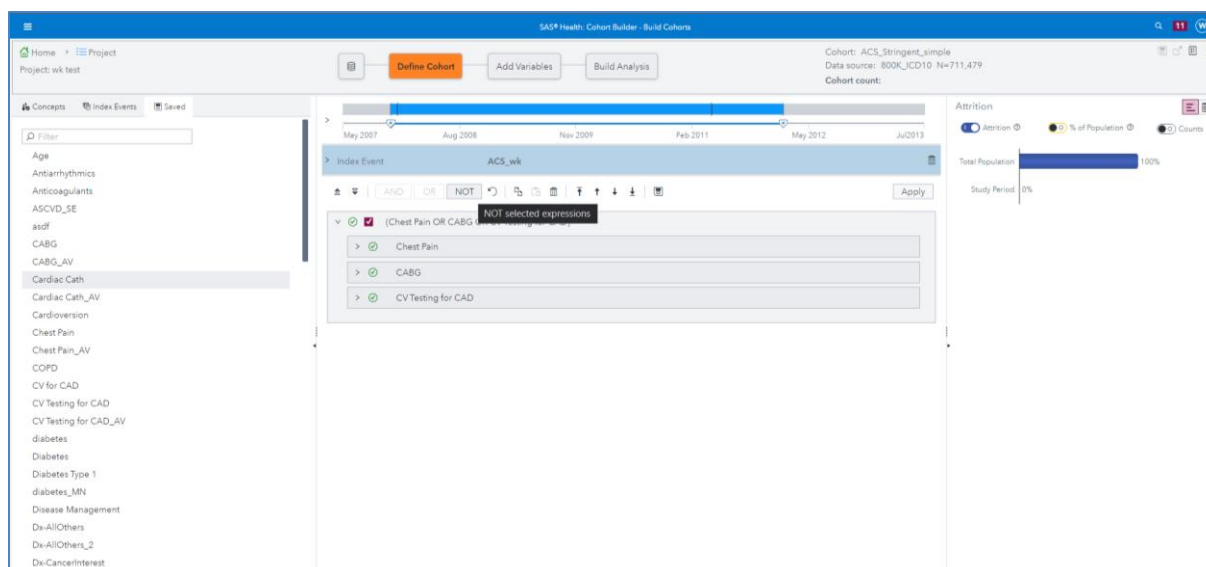 SAS® Health: Cohort Builder - Build Cohorts
11
W
Home
Project
Project: wk test
Define Cohort
Add Variables
Build Analysis
Cohort: ACS_Stringent_simple
Data source: 800K_ICD10 N=711,479
Cohort count:
Concepts
Index Events
Saved
Filter
Age
Antiarrhythmics
Anticoagulants
ASCVD_SE
asdf
CABG
CABG_AV
Cardiac Cath
Cardiac Cath_AV
Cardioversion
Chest Pain
Chest Pain_AV
COPD
CV for CAD
CV Testing for CAD
CV Testing for CAD_AV
diabetes
Diabetes
Diabetes Type 1
diabetes_MN
Disease Management
Dx-AllOthers
Dx-AllOthers_2
Dx-CancerInterest
May 2007
Aug 2008
Nov 2009
Feb 2011
May 2012
Jul2013
Index Event
ACS_wk
AND
OR
NOT
Apply
NOT selected expressions
(Chest Pain OR CABG
Chest Pain
CABG
CV Testing for CAD
Attrition
Attrition
% of Population
Counts
Total Population
100%
Study Period
0%